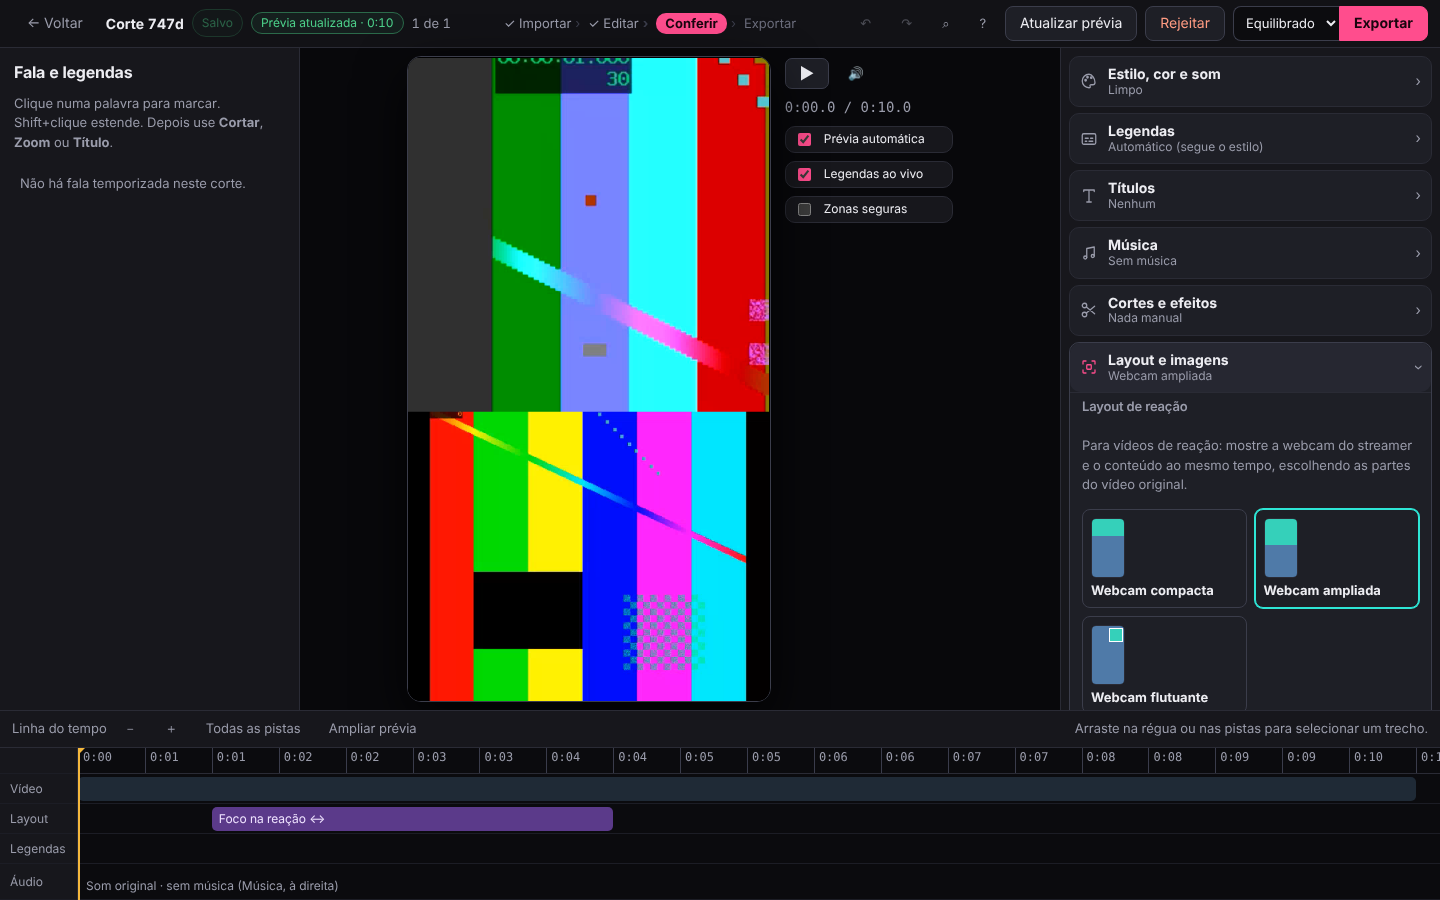 ← Voltar
Corte 747d
Salvo
Prévia atualizada · 0:10
1 de 1
✓ Importar ›
✓ Editar ›
Conferir ›
Exportar
?
Atualizar prévia
Rejeitar
Equilibrado
Exportar
Fala e legendas
Clique numa palavra para marcar.
Shift+clique estende. Depois use Cortar,
Zoom ou Título.
Não há fala temporizada neste corte.
30
0:00.0 / 0:10.0
Prévia automática
Legendas ao vivo
Zonas seguras
Estilo, cor e som
Limpo
Legendas
Automático (segue o estilo)
Títulos
Nenhum
Música
Sem música
Cortes e efeitos
Nada manual
Layout e imagens
Webcam ampliada
Layout de reação
Para vídeos de reação: mostre a webcam do streamer
e o conteúdo ao mesmo tempo, escolhendo as partes
do vídeo original.
Webcam compacta
Webcam ampliada
Webcam flutuante
Linha do tempo
−
+
Todas as pistas
Ampliar prévia
Arraste na régua ou nas pistas para selecionar um trecho.
0:00 0:01 0:01 0:02 0:02 0:03 0:03 0:04 0:04 0:05 0:05 0:06 0:06 0:07 0:07 0:08 0:08 0:09 0:09 0:10
Vídeo
Layout
Foco na reação ↔
Legendas
Áudio
Som original · sem música (Música, à direita)